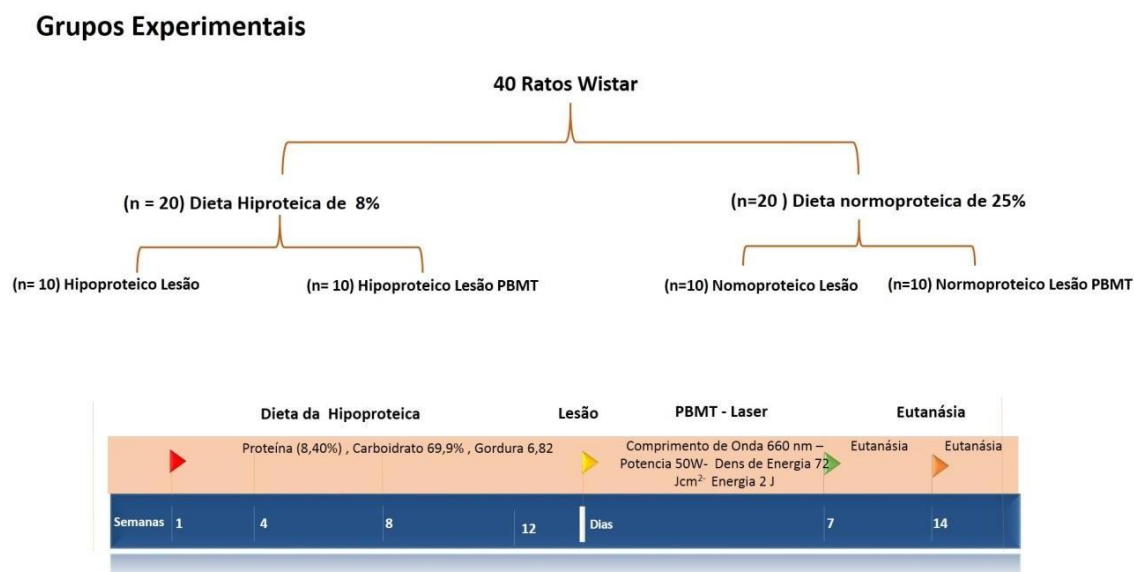 Grupos Experimentais
40 Ratos Wistar
(n = 20) Dieta Hiproteica de 8%
(n=20 ) Dieta normoproteica de 25%
(n= 10) Hipoproteico Lesão
(n= 10) Hipoproteico Lesão PBMT
(n=10) Nomoproteico Lesão
(n=10) Normoproteico Lesão PBMT
Dieta da Hipoproteica
Lesão
PBMT - Laser
Eutanásia
Proteína (8,40%) , Carboidrato 69,9% , Gordura 6,82
Comprimento de Onda 660 nm –
Potencia 50W- Dens de Energia 72
Jcm²- Energia 2 J
Eutanásia
Eutanásia
Semanas
1
4
8
12
Dias
7
14